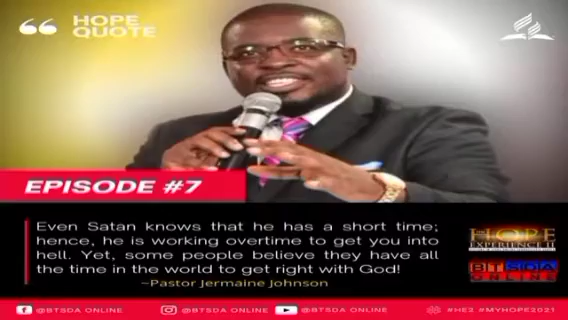 HOPE
QUOTE
EPISODE #7
Even Satan knows that he has a short time;
hence, he is working overtime to get you into
hell. Yet, some people believe they have all
the time in the world to get right with God!
~Pastor Jermaine Johnson
THE HOPE
EXPERIENCE II
BTSDA
ONLINE
@BTSDA ONLINE
@BTSDA ONLINE
BTSDA ONLINE
#HE2 #MYHOPE2021